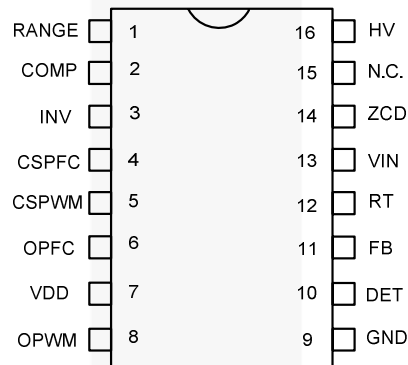 RANGE 1 16 HV
COMP 2 15 N.C.
INV 3 14 ZCD
CSPFC 4 13 VIN
CSPWM 5 12 RT
OPFC 6 11 FB
VDD 7 10 DET
OPWM 8 9 GND